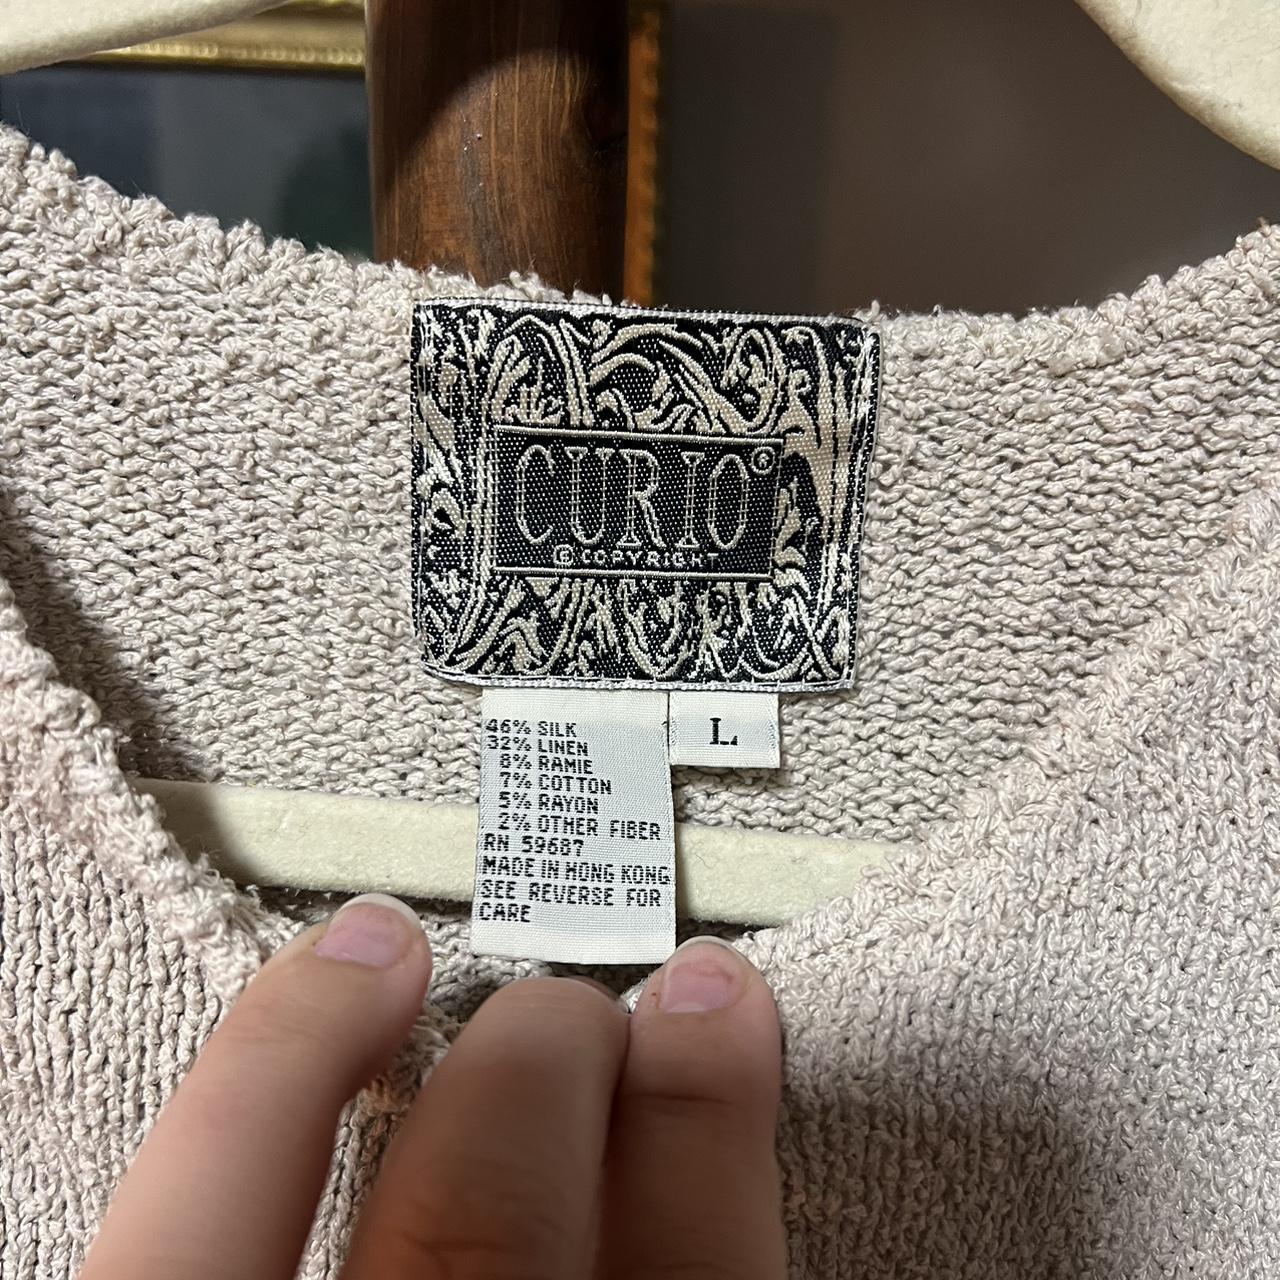 CURIO®
© COPYRIGHT
46% SILK
32% LINEN
8% RAMIE
7% COTTON
5% RAYON
2% OTHER FIBER
RN 59687
MADE IN HONG KONG
SEE REVERSE FOR
CARE
L